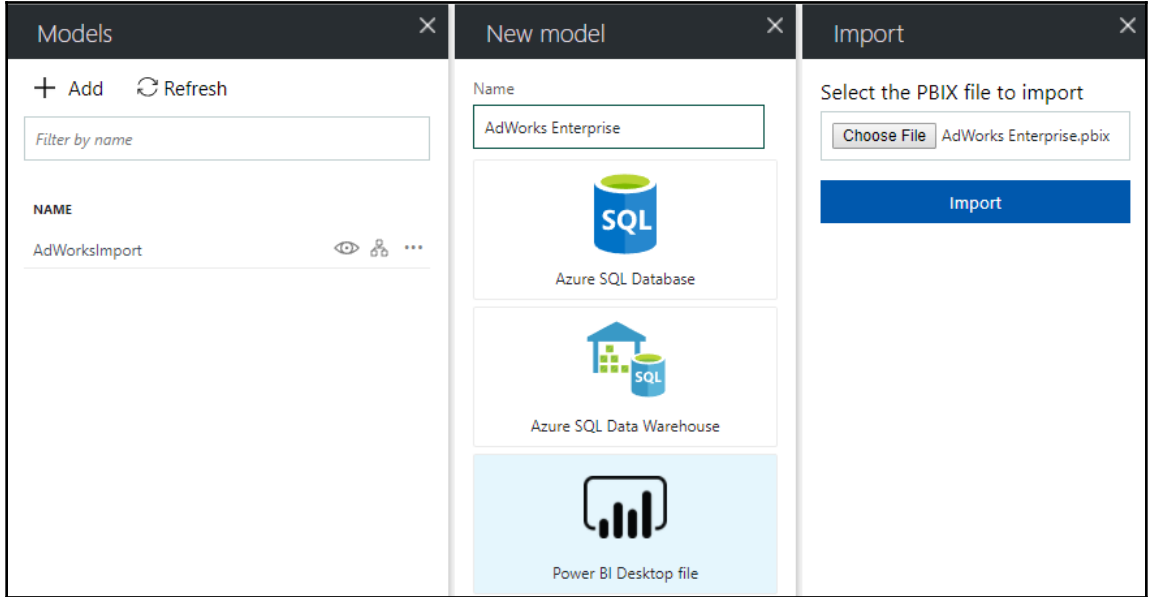 Models
+ Add Refresh
Filter by name
NAME
AdWorksImport
New model
Name
AdWorks Enterprise
SQL
Azure SQL Database
SQL
Azure SQL Data Warehouse
Power BI Desktop file
Import
Select the PBIX file to import
Choose File AdWorks Enterprise.pbix
Import